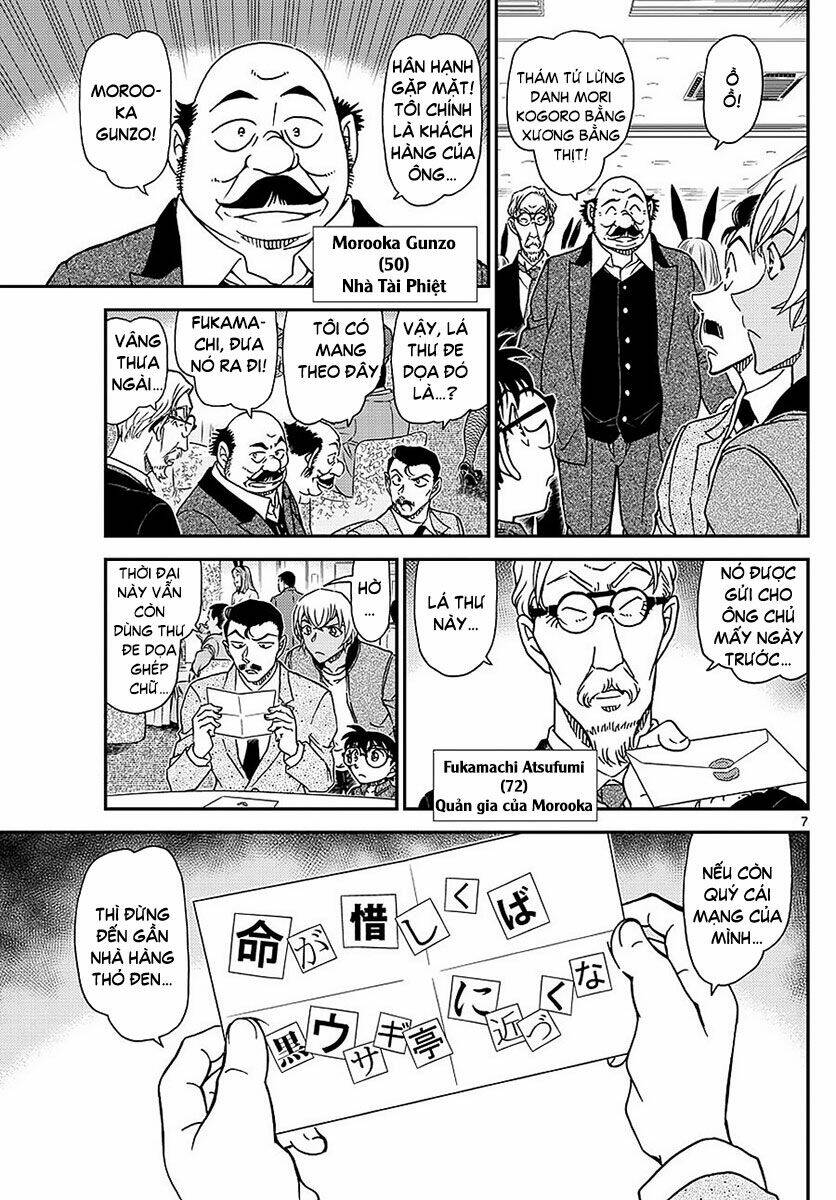 Ồ
Ồ!
THÁM TỬ LỪNG
DANH MORI
KOGORO BẰNG
XƯƠNG BẰNG
THỊT!
HÂN HẠNH
GẶP MẶT!
TÔI CHÍNH
LÀ KHÁCH
HÀNG CỦA
ÔNG...
MOROO-
KA
GUNZO!
Morooka Gunzo
(50)
Nhà Tài Phiệt
VẬY, LÁ
THƯ ĐE
DỌA ĐÓ
LÀ...?
TÔI CÓ
MANG
THEO ĐÂY
FUKAMA-
CHI, ĐƯA
NÓ RA ĐI!
VÂNG
THƯA
NGÀI...
NÓ ĐƯỢC
GỬI CHO
ÔNG CHỦ
MẤY NGÀY
TRƯỚC...
LÁ THƯ
NÀY...
Fukamachi Atsufumi
(72)
Quản gia của Morooka
HỜ
...
THỜI ĐẠI
NÀY VẪN
CÒN
DÙNG THƯ
ĐE DỌA
GHÉP
CHỮ...
7
NẾU CÒN
QUÝ CÁI
MẠNG CỦA
MÌNH...
命が惜しくば
黒ウサギ亭に近づくな
THÌ ĐỪNG
ĐẾN GẦN
NHÀ HÀNG
THỎ ĐEN...